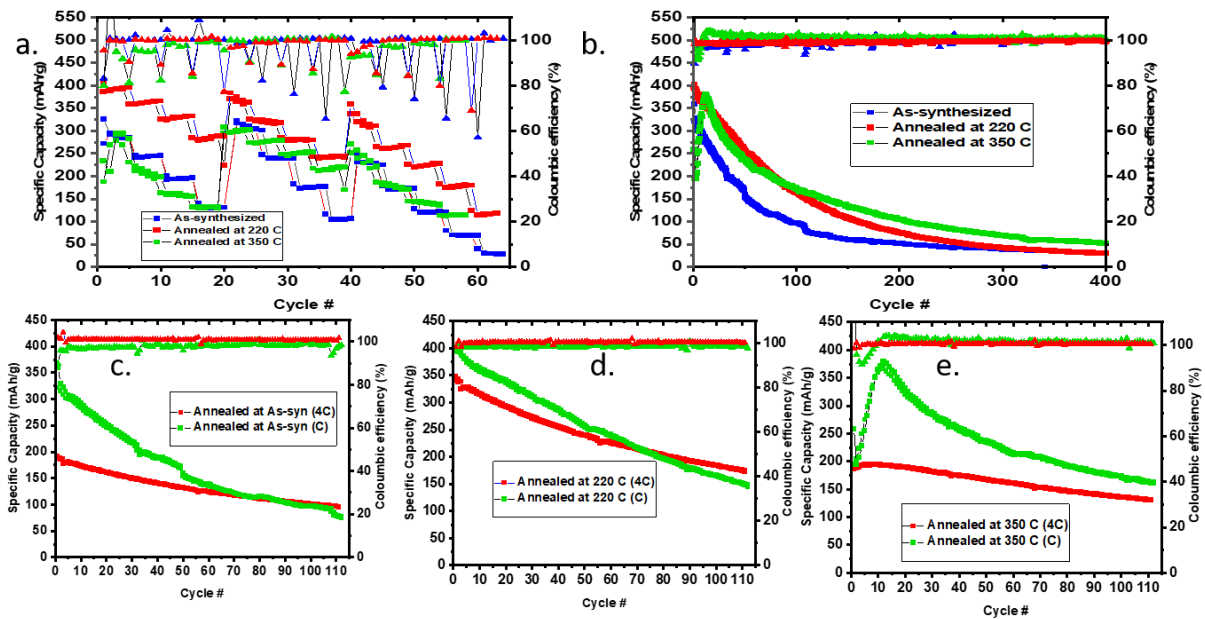 a.
550
500
450
400
350
300
250
200
150
100
50
0
Specific Capacity (mAh/g)
100
80
60
40
20
0
Coloumbic efficiency (%)
As-synthesized
Annealed at 220 C
Annealed at 350 C
0 10 20 30 40 50 60
Cycle #
b.
550
500
450
400
350
300
250
200
150
100
50
0
Specific Capacity (mAh/g)
100
80
60
40
20
0
Coloumbic efficiency (%)
As-synthesized
Annealed at 220 C
Annealed at 350 C
0 100 200 300 400
Cycle #
c.
450
400
350
300
250
200
150
100
50
0
Specific Capacity (mAh/g)
100
80
60
40
20
0
Coloumbic efficiency (%)
Annealed at As-syn (4C)
Annealed at As-syn (C)
0 10 20 30 40 50 60 70 80 90 100 110
Cycle #
d.
450
400
350
300
250
200
150
100
50
0
Specific Capacity (mAh/g)
100
80
60
40
20
0
Coloumbic efficiency (%)
Annealed at 220 C (4C)
Annealed at 220 C (C)
0 10 20 30 40 50 60 70 80 90 100 110
Cycle #
e.
450
400
350
300
250
200
150
100
50
0
Specific Capacity (mAh/g)
100
80
60
40
20
0
Coloumbic efficiency (%)
Annealed at 350 C (4C)
Annealed at 350 C (C)
0 10 20 30 40 50 60 70 80 90 100 110
Cycle #